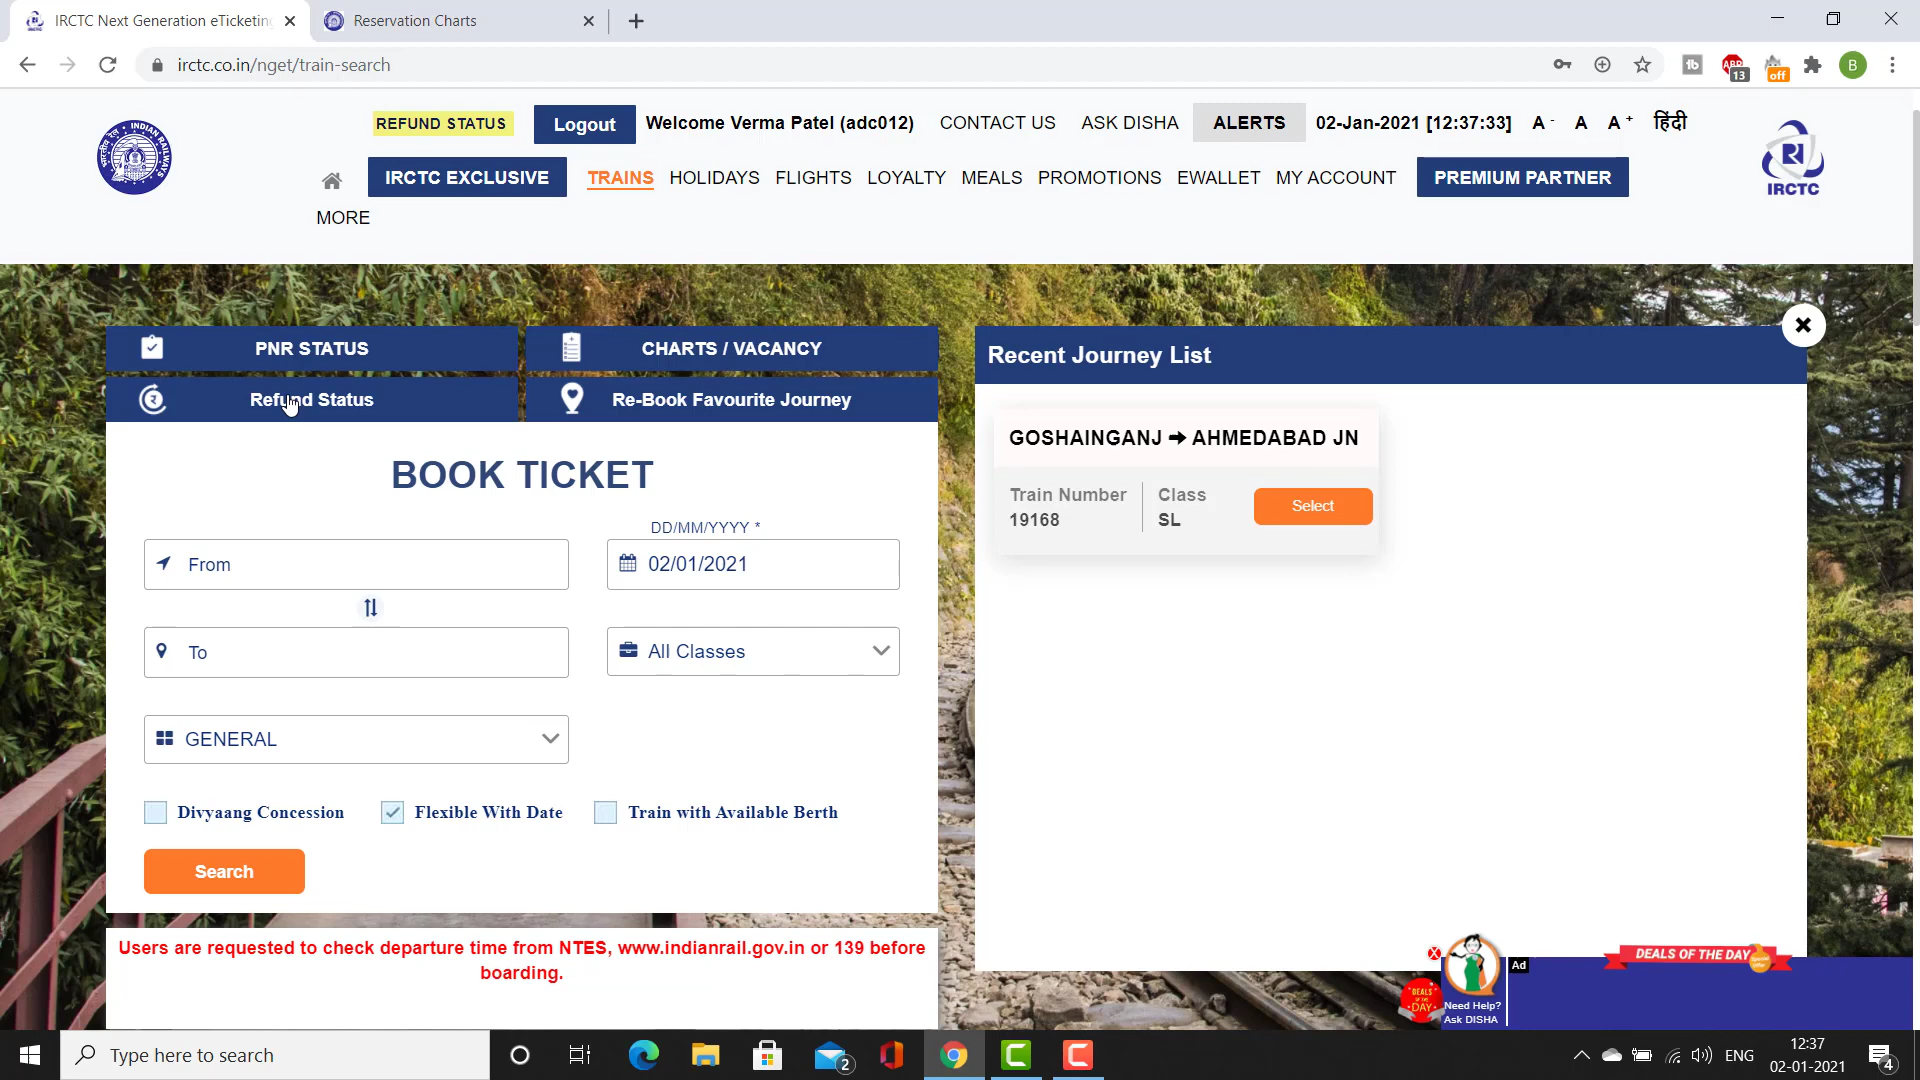 IRCTC Next Generation eTicketing
Reservation Charts
irctc.co.in/nget/train-search
13
off
B
REFUND STATUS
Logout
Welcome Verma Patel (adc012)
CONTACT US
ASK DISHA
ALERTS
02-Jan-2021 [12:37:33]
A-
A
A+
हिंदी
IRCTC EXCLUSIVE
TRAINS
HOLIDAYS
FLIGHTS
LOYALTY
MEALS
PROMOTIONS
EWALLET
MY ACCOUNT
PREMIUM PARTNER
MORE
IRCTC
PNR STATUS
CHARTS / VACANCY
Refund Status
Re-Book Favourite Journey
BOOK TICKET
DD/MM/YYYY *
From
02/01/2021
To
All Classes
GENERAL
Divyaang Concession
Flexible With Date
Train with Available Berth
Search
Users are requested to check departure time from NTES, www.indianrail.gov.in or 139 before
boarding.
Recent Journey List
GOSHAINGANJ ➡ AHMEDABAD JN
Train Number
Class
19168
SL
Select
DEALS OF THE DAY
Ad
Need Help?
Ask DISHA
Type here to search
2
ENG
12:37
02-01-2021
4